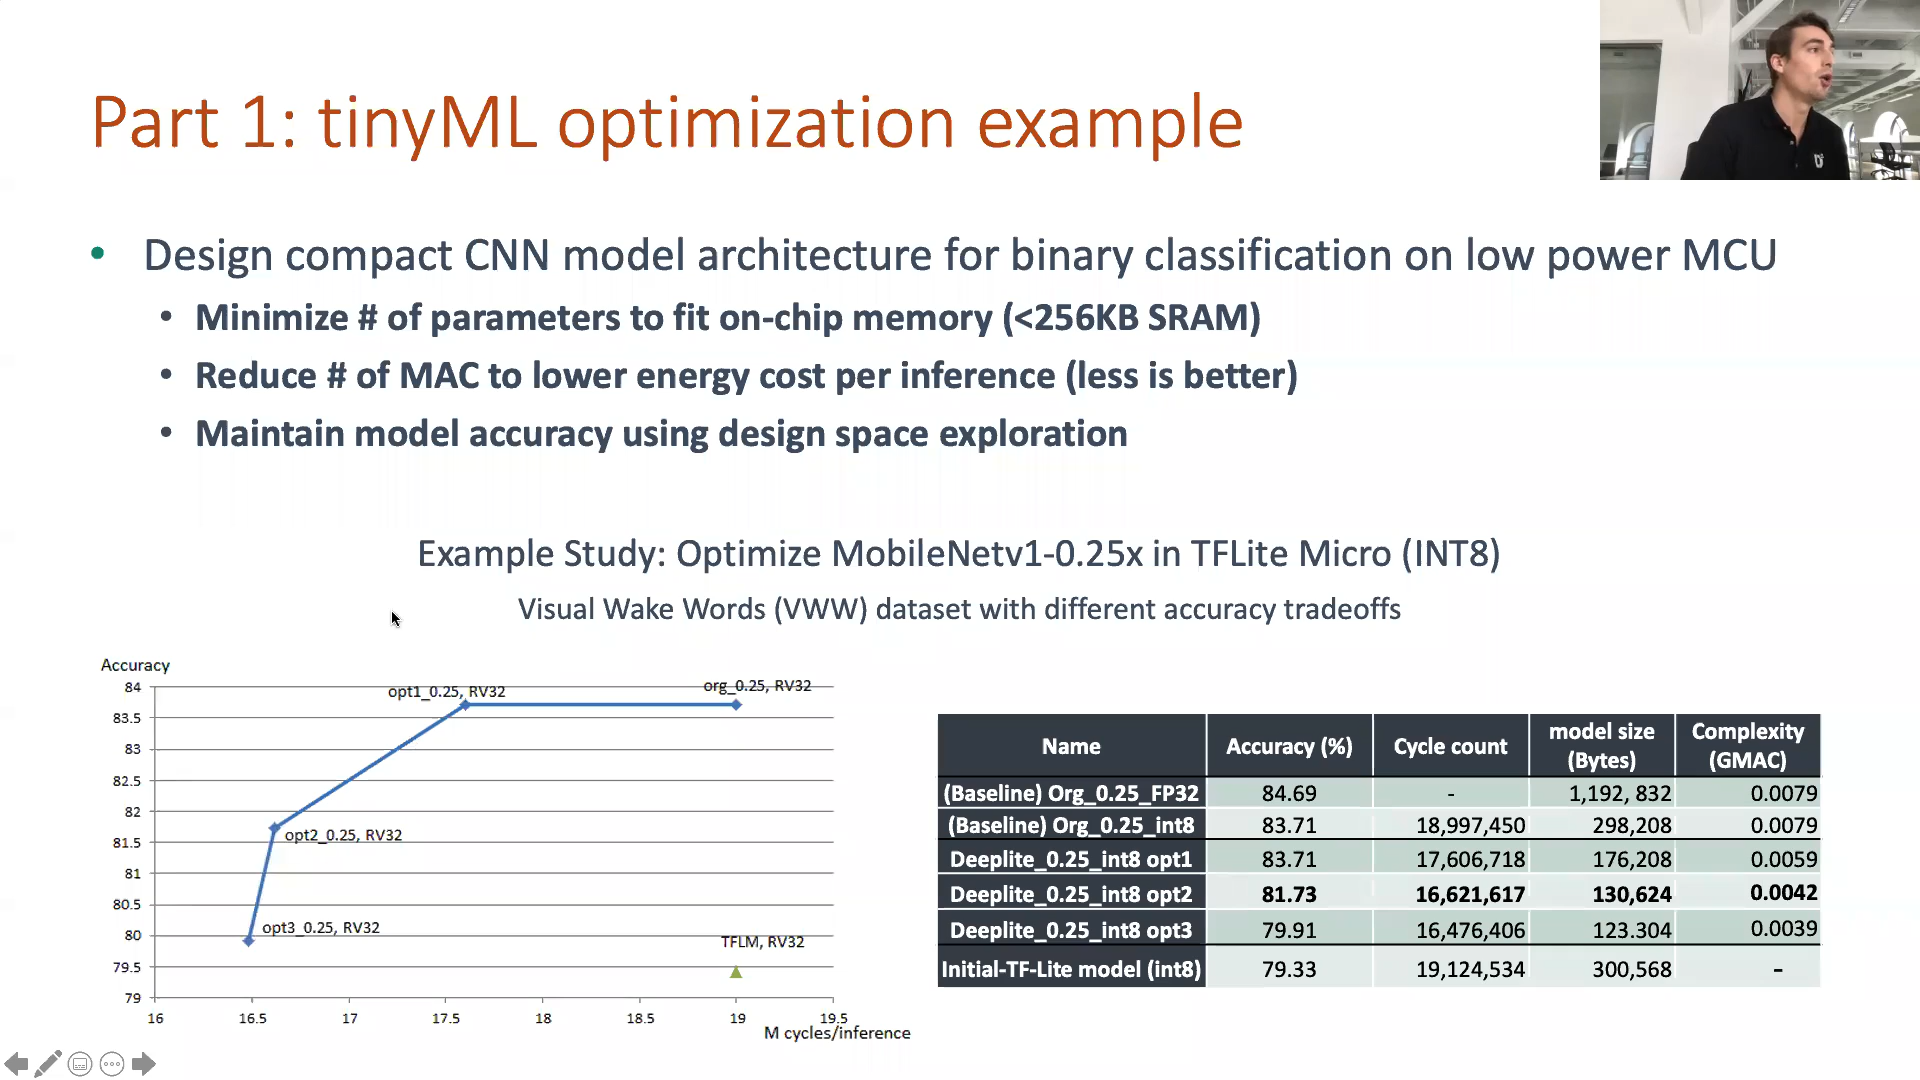 Part 1: tinyML optimization example
• Design compact CNN model architecture for binary classification on low power MCU
• Minimize # of parameters to fit on-chip memory (<256KB SRAM)
• Reduce # of MAC to lower energy cost per inference (less is better)
• Maintain model accuracy using design space exploration
Example Study: Optimize MobileNetv1-0.25x in TFLite Micro (INT8)
Visual Wake Words (VWW) dataset with different accuracy tradeoffs
Accuracy
84
83.5
83
82.5
82
81.5
81
80.5
80
79.5
79
opt1_0.25, RV32
org_0.25, RV32
opt2_0.25, RV32
opt3_0.25, RV32
TFLM, RV32
16 16.5 17 17.5 18 18.5 19 19.5
M cycles/inference
Name Accuracy (%) Cycle count model size (Bytes) Complexity (GMAC)
(Baseline) Org_0.25_FP32 84.69 - 1,192, 832 0.0079
(Baseline) Org_0.25_int8 83.71 18,997,450 298,208 0.0079
Deeplite_0.25_int8 opt1 83.71 17,606,718 176,208 0.0059
Deeplite_0.25_int8 opt2 81.73 16,621,617 130,624 0.0042
Deeplite_0.25_int8 opt3 79.91 16,476,406 123.304 0.0039
Initial-TF-Lite model (int8) 79.33 19,124,534 300,568 -